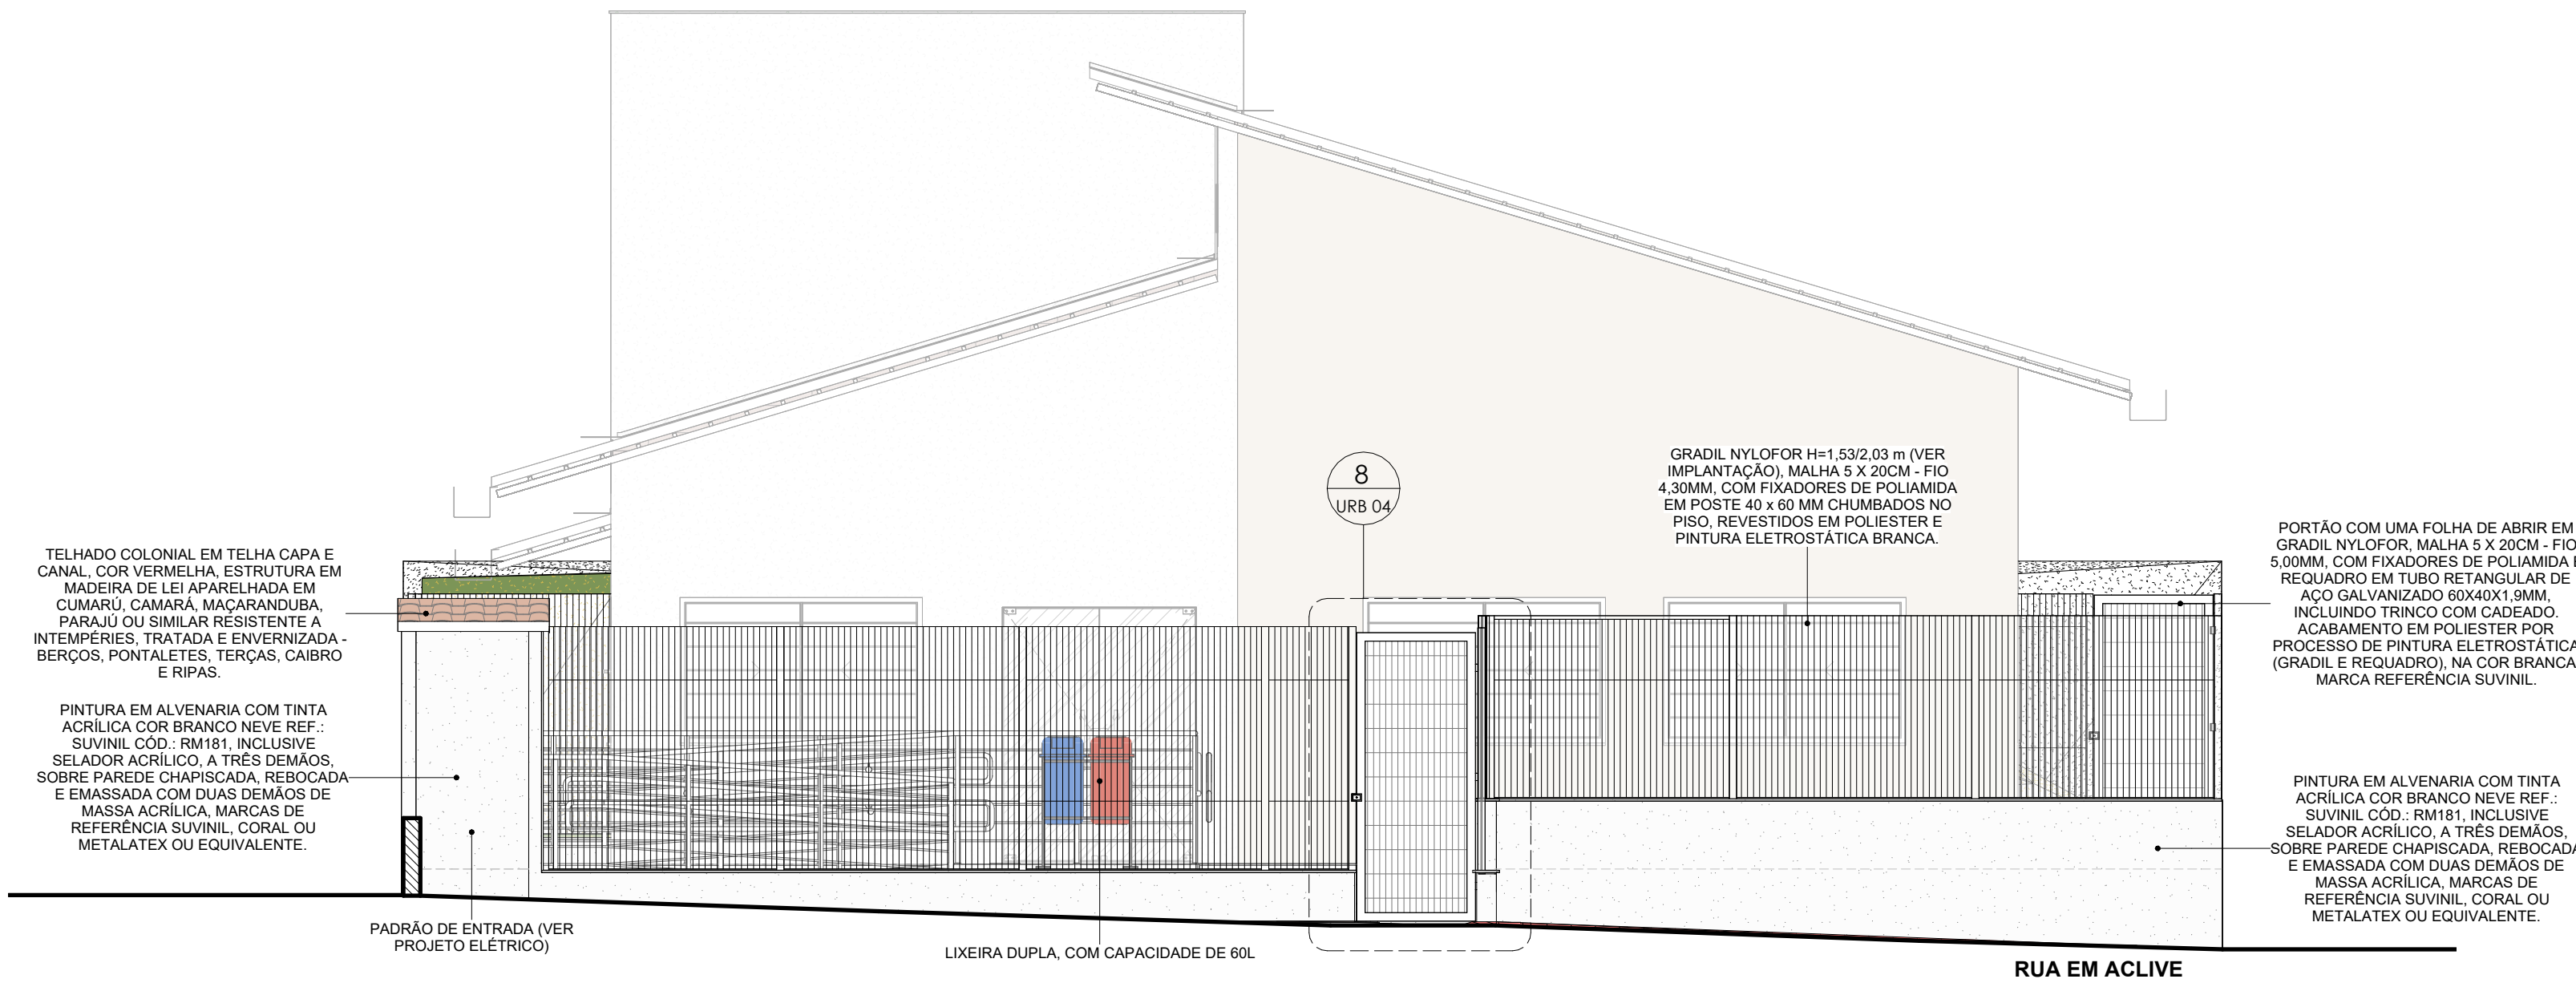 TELHADO COLONIAL EM TELHA CAPA E
CANAL, COR VERMELHA, ESTRUTURA EM
MADEIRA DE LEI APARELHADA EM
CUMARÚ, CAMARÁ, MAÇARANDUBA,
PARAJÚ OU SIMILAR RESISTENTE A
INTEMPÉRIES, TRATADA E ENVERNIZADA -
BERÇOS, PONTALETES, TERÇAS, CAIBRO
E RIPAS.
PINTURA EM ALVENARIA COM TINTA
ACRÍLICA COR BRANCO NEVE REF.:
SUVINIL CÓD.: RM181, INCLUSIVE
SELADOR ACRÍLICO, A TRÊS DEMÃOS,
SOBRE PAREDE CHAPISCADA, REBOCADA
E EMASSADA COM DUAS DEMÃOS DE
MASSA ACRÍLICA, MARCAS DE
REFERÊNCIA SUVINIL, CORAL OU
METALATEX OU EQUIVALENTE.
PADRÃO DE ENTRADA (VER
PROJETO ELÉTRICO)
LIXEIRA DUPLA, COM CAPACIDADE DE 60L
8
URB 04
GRADIL NYLOFOR H=1,53/2,03 m (VER
IMPLANTAÇÃO), MALHA 5 X 20CM - FIO
4,30MM, COM FIXADORES DE POLIAMIDA
EM POSTE 40 x 60 MM CHUMBADOS NO
PISO, REVESTIDOS EM POLIESTER E
PINTURA ELETROSTÁTICA BRANCA.
PORTÃO COM UMA FOLHA DE ABRIR EM
GRADIL NYLOFOR, MALHA 5 X 20CM - FIO
5,00MM, COM FIXADORES DE POLIAMIDA E
REQUADRO EM TUBO RETANGULAR DE
AÇO GALVANIZADO 60X40X1,9MM,
INCLUINDO TRINCO COM CADEADO.
ACABAMENTO EM POLIESTER POR
PROCESSO DE PINTURA ELETROSTÁTICA
(GRADIL E REQUADRO), NA COR BRANCA
MARCA REFERÊNCIA SUVINIL.
PINTURA EM ALVENARIA COM TINTA
ACRÍLICA COR BRANCO NEVE REF.:
SUVINIL CÓD.: RM181, INCLUSIVE
SELADOR ACRÍLICO, A TRÊS DEMÃOS,
SOBRE PAREDE CHAPISCADA, REBOCADA
E EMASSADA COM DUAS DEMÃOS DE
MASSA ACRÍLICA, MARCAS DE
REFERÊNCIA SUVINIL, CORAL OU
METALATEX OU EQUIVALENTE.
RUA EM ACLIVE